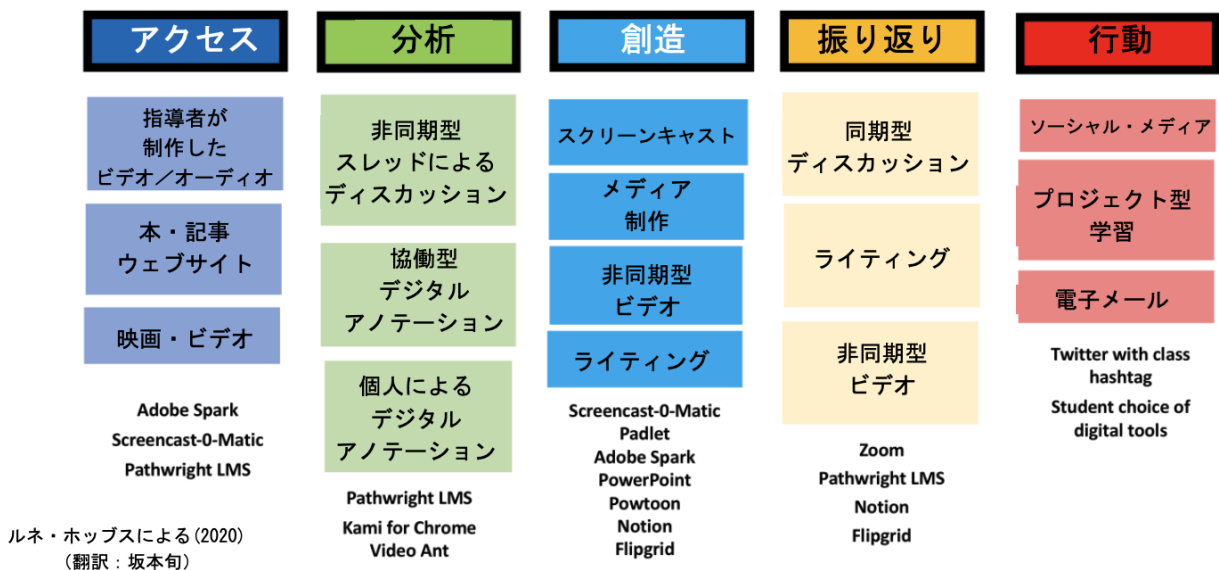 アクセス
指導者が
制作した
ビデオ／オーディオ
本・記事
ウェブサイト
映画・ビデオ
Adobe Spark
Screencast-0-Matic
Pathwright LMS
分析
非同期型
スレッドによる
ディスカッション
協働型
デジタル
アノテーション
個人による
デジタル
アノテーション
Pathwright LMS
Kami for Chrome
Video Ant
創造
スクリーンキャスト
メディア
制作
非同期型
ビデオ
ライティング
Screencast-0-Matic
Padlet
Adobe Spark
PowerPoint
Powtoon
Notion
Flipgrid
振り返り
同期型
ディスカッション
ライティング
非同期型
ビデオ
Zoom
Pathwright LMS
Notion
Flipgrid
行動
ソーシャル・メディア
プロジェクト型
学習
電子メール
Twitter with class
hashtag
Student choice of
digital tools
ルネ・ホッブスによる(2020)
（翻訳：坂本旬）